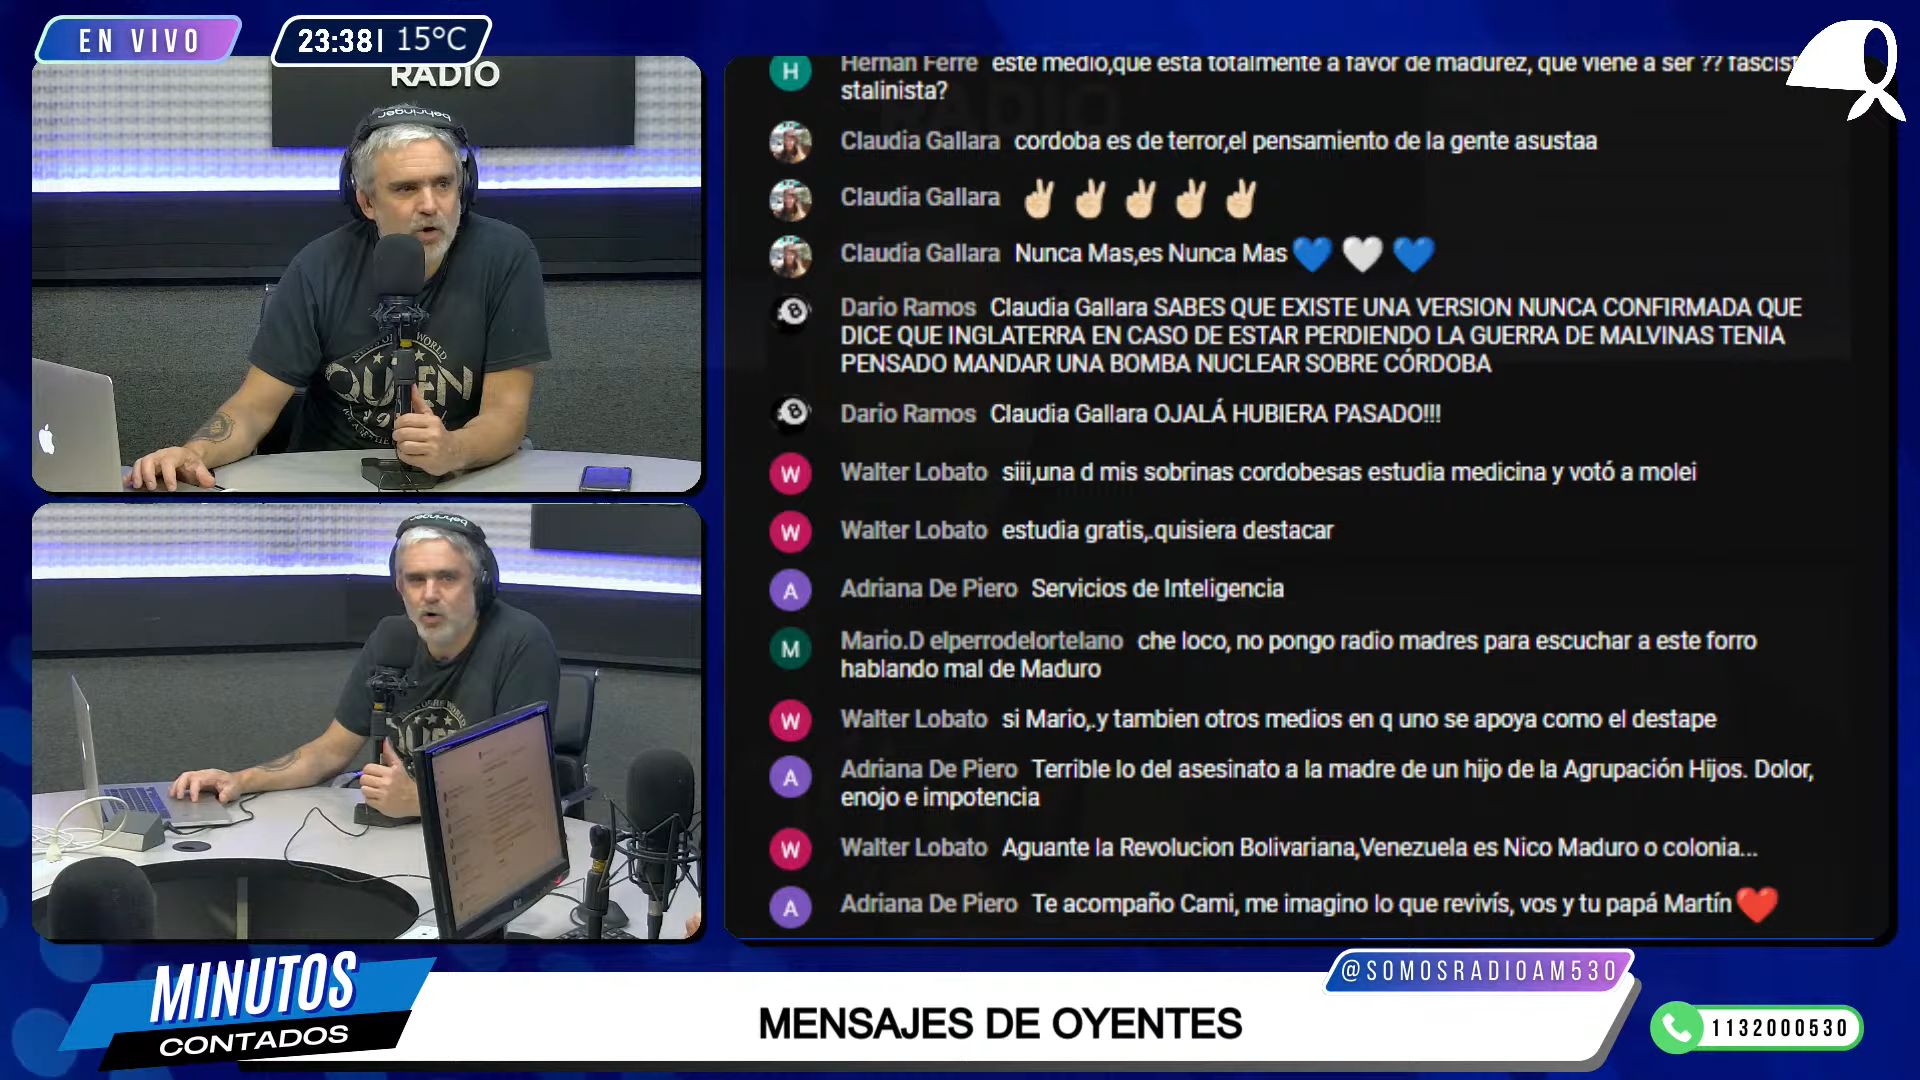 EN VIVO
23:38| 15°C
RADIO
behringer
QUEEN
Hernan Ferre este medio,que esta totalmente a favor de madurez, que viene a ser ?? fascist
stalinista?
Claudia Gallara cordoba es de terror,el pensamiento de la gente asustaa
Claudia Gallara ✌🏻 ✌🏻 ✌🏻 ✌🏻 ✌🏻
Claudia Gallara Nunca Mas,es Nunca Mas 💙 🤍 💙
Dario Ramos Claudia Gallara SABES QUE EXISTE UNA VERSION NUNCA CONFIRMADA QUE
DICE QUE INGLATERRA EN CASO DE ESTAR PERDIENDO LA GUERRA DE MALVINAS TENIA
PENSADO MANDAR UNA BOMBA NUCLEAR SOBRE CÓRDOBA
Dario Ramos Claudia Gallara OJALÁ HUBIERA PASADO!!!
W Walter Lobato siii,una d mis sobrinas cordobesas estudia medicina y votó a molei
W Walter Lobato estudia gratis,.quisiera destacar
A Adriana De Piero Servicios de Inteligencia
M Mario.D elperrodelortelano che loco, no pongo radio madres para escuchar a este forro
hablando mal de Maduro
W Walter Lobato si Mario,.y tambien otros medios en q uno se apoya como el destape
A Adriana De Piero Terrible lo del asesinato a la madre de un hijo de la Agrupación Hijos. Dolor,
enojo e impotencia
W Walter Lobato Aguante la Revolucion Bolivariana,Venezuela es Nico Maduro o colonia...
A Adriana De Piero Te acompaño Cami, me imagino lo que revivís, vos y tu papá Martín ❤️
MINUTOS
CONTADOS
@SOMOSRADIOAM530
MENSAJES DE OYENTES
1132000530